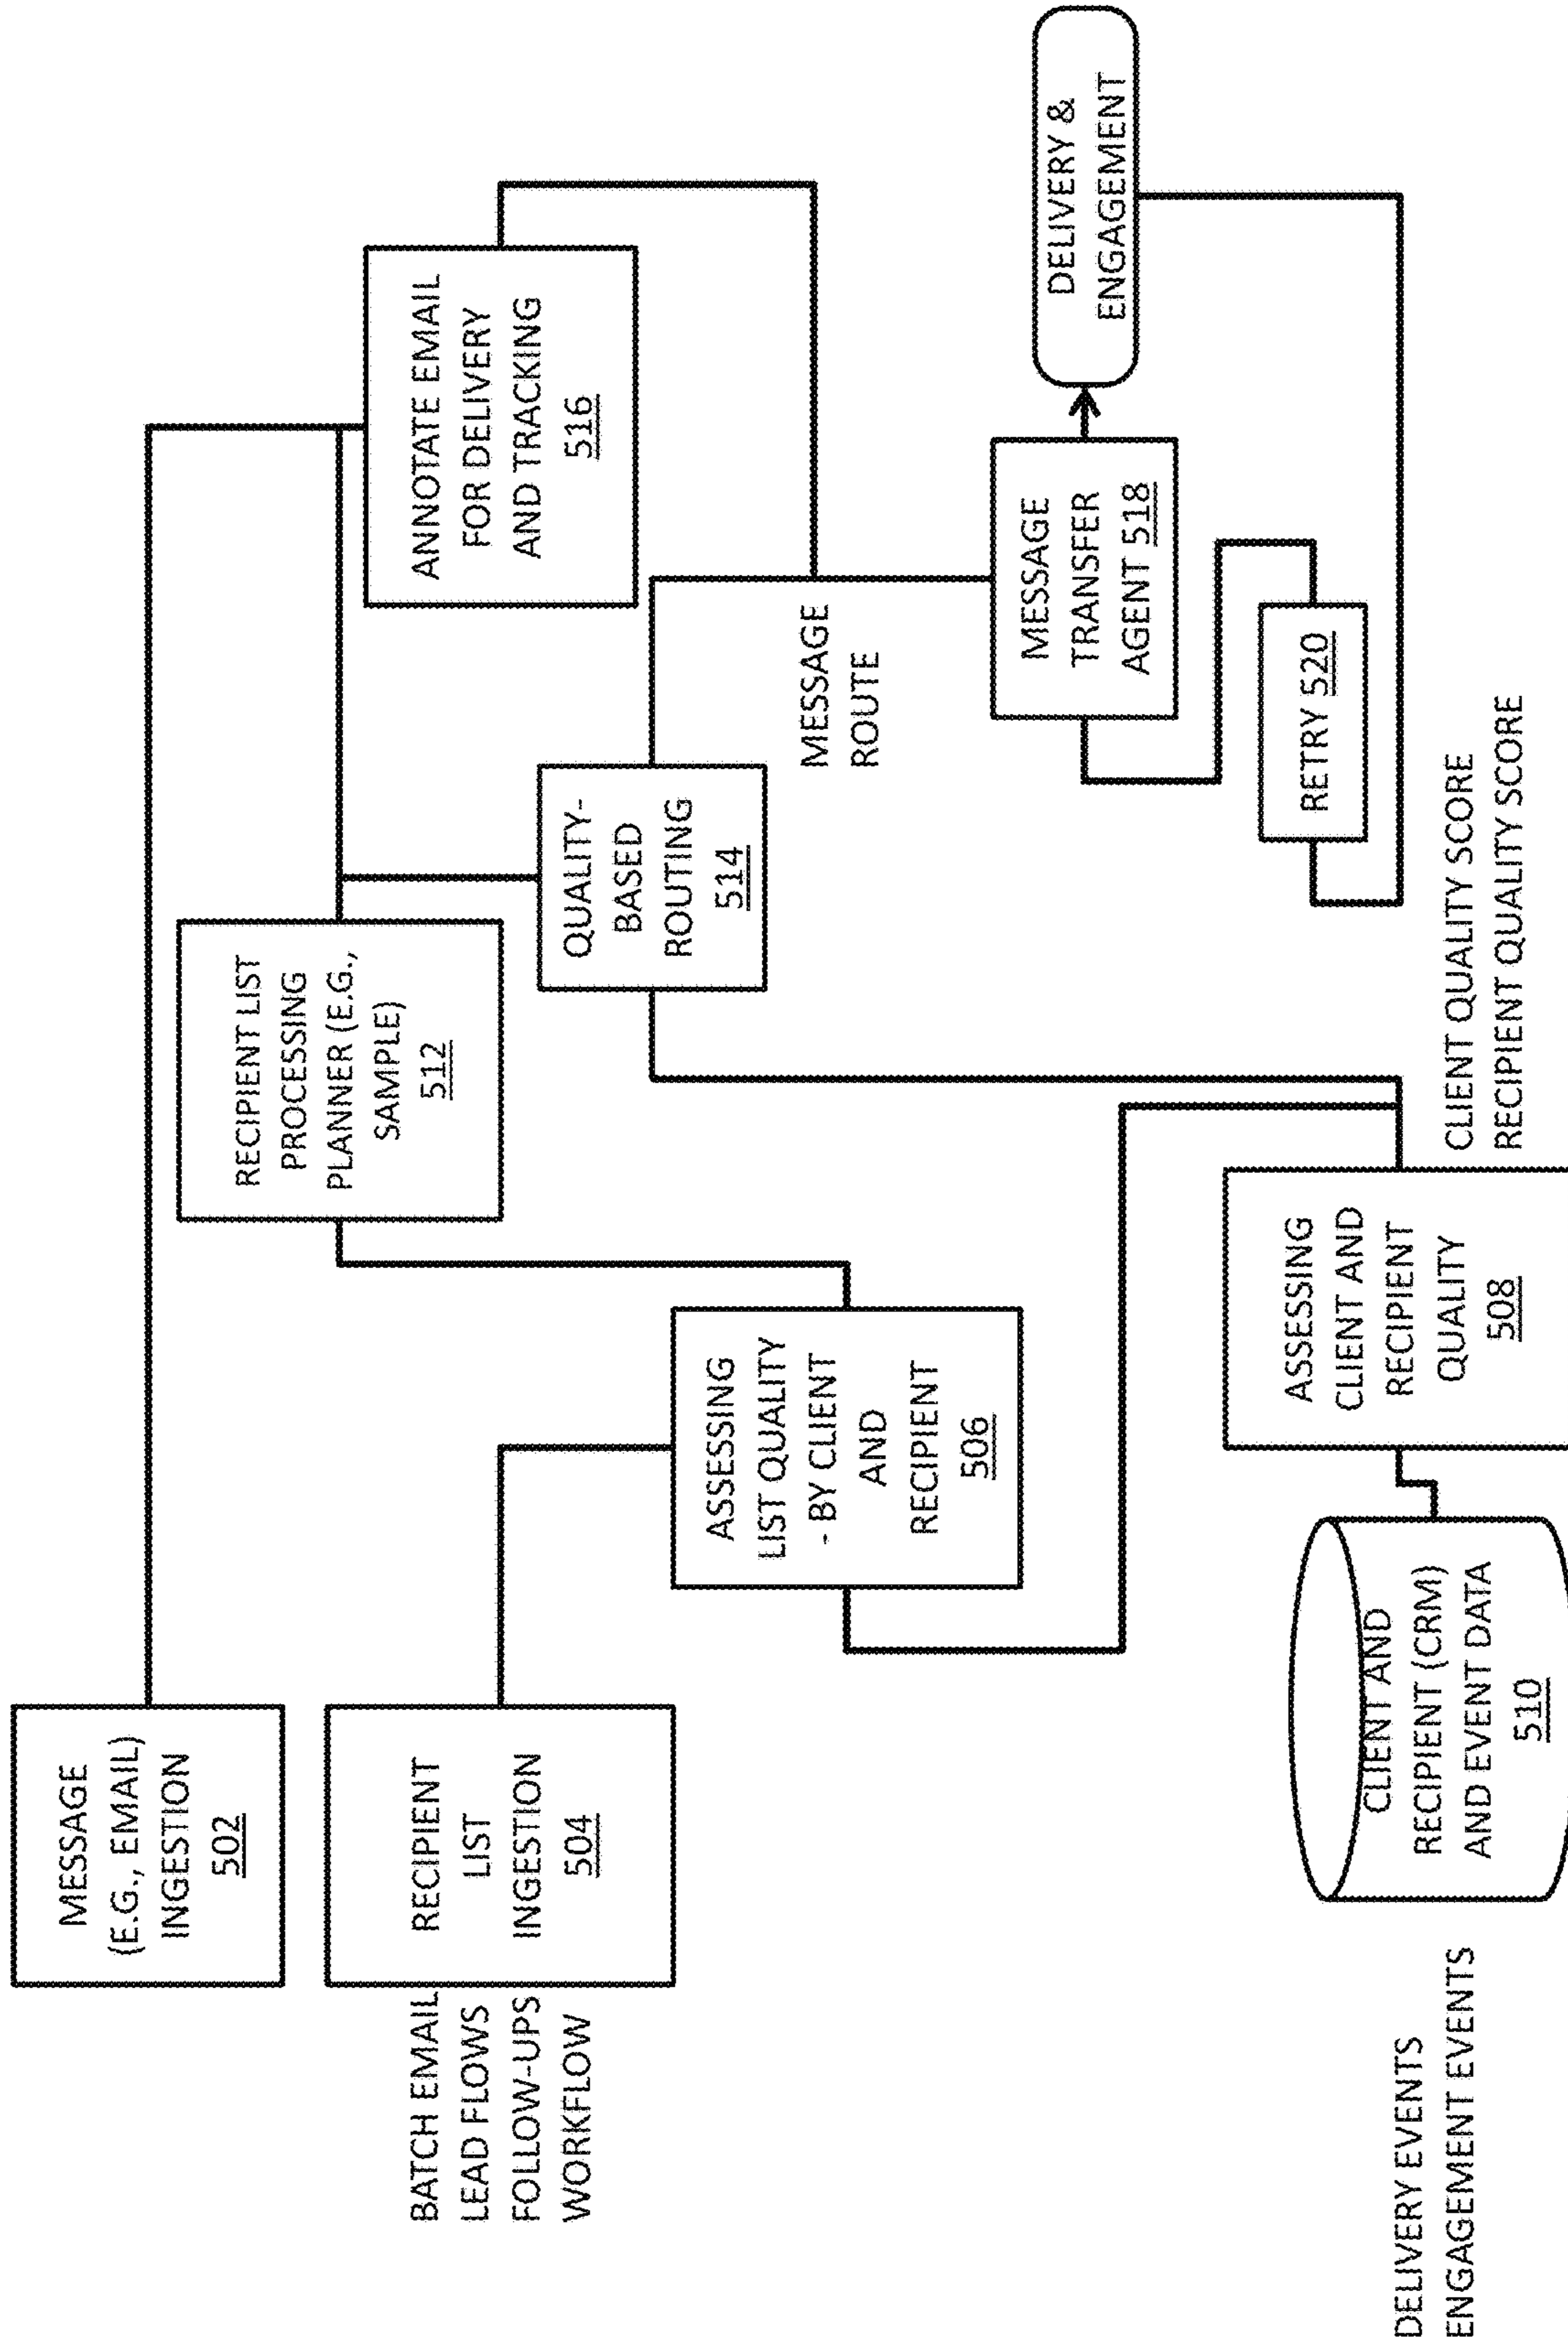 MESSAGE
(E.G., EMAIL)
INGESTION
502
BATCH EMAIL
LEAD FLOWS
FOLLOW-UPS
WORKFLOW
RECIPIENT
LIST
INGESTION
504
ASSESSING
LIST QUALITY
- BY CLIENT
AND
RECIPIENT
506
RECIPIENT LIST
PROCESSING
PLANNER (E.G.,
SAMPLE)
512
QUALITY-
BASED
ROUTING
514
ANNOTATE EMAIL
FOR DELIVERY
AND TRACKING
516
MESSAGE
ROUTE
MESSAGE
TRANSFER
AGENT 518
DELIVERY &
ENGAGEMENT
RETRY 520
DELIVERY EVENTS
ENGAGEMENT EVENTS
CLIENT AND
RECIPIENT (CRM)
AND EVENT DATA
510
ASSESSING
CLIENT AND
RECIPIENT
QUALITY
508
CLIENT QUALITY SCORE
RECIPIENT QUALITY SCORE